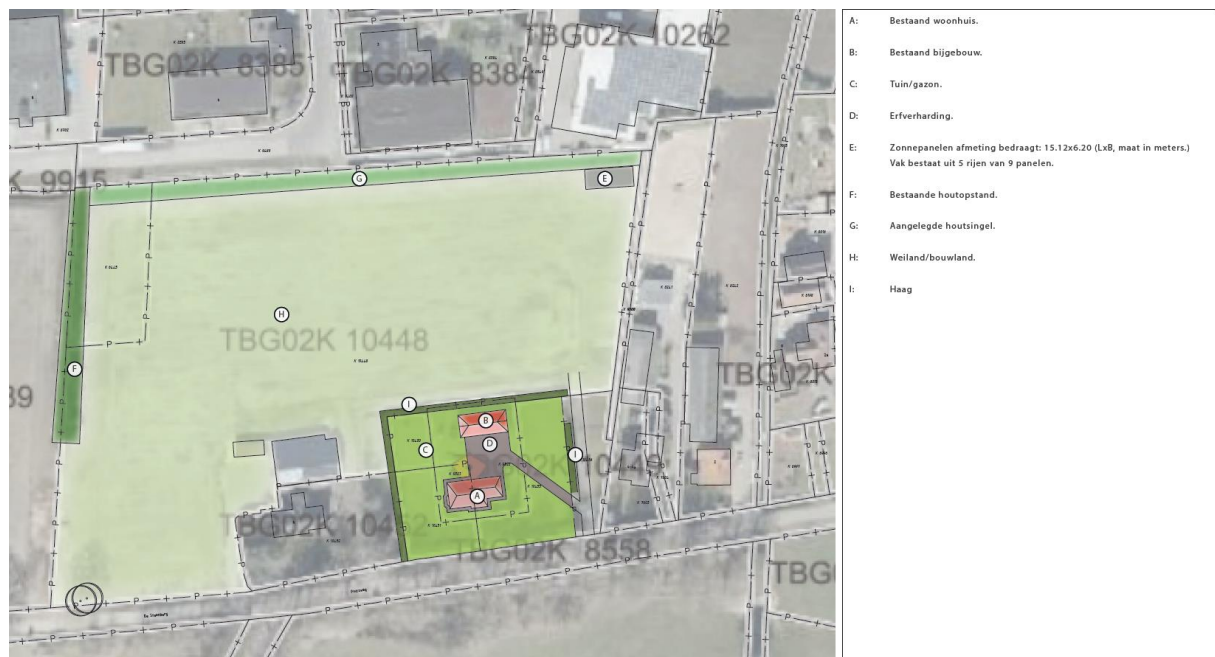 TBG02K 10262
TBG02K 8385
TBG02K 8384
K 9915
G
E
H
TBG02K 10448
F
TBG02K
39
I
B
C
D
I
10449
A
TBG02K 10452
TBG02K 8558
TBG
A: Bestaand woonhuis.
B: Bestaand bijgebouw.
C: Tuin/gazon.
D: Erfverharding.
E: Zonnepanelen afmeting bedraagt: 15.12x6.20 (LxB, maat in meters.)
Vak bestaat uit 5 rijen van 9 panelen.
F: Bestaande houtopstand.
G: Aangelegde houtsingel.
H: Weiland/bouwland.
I: Haag